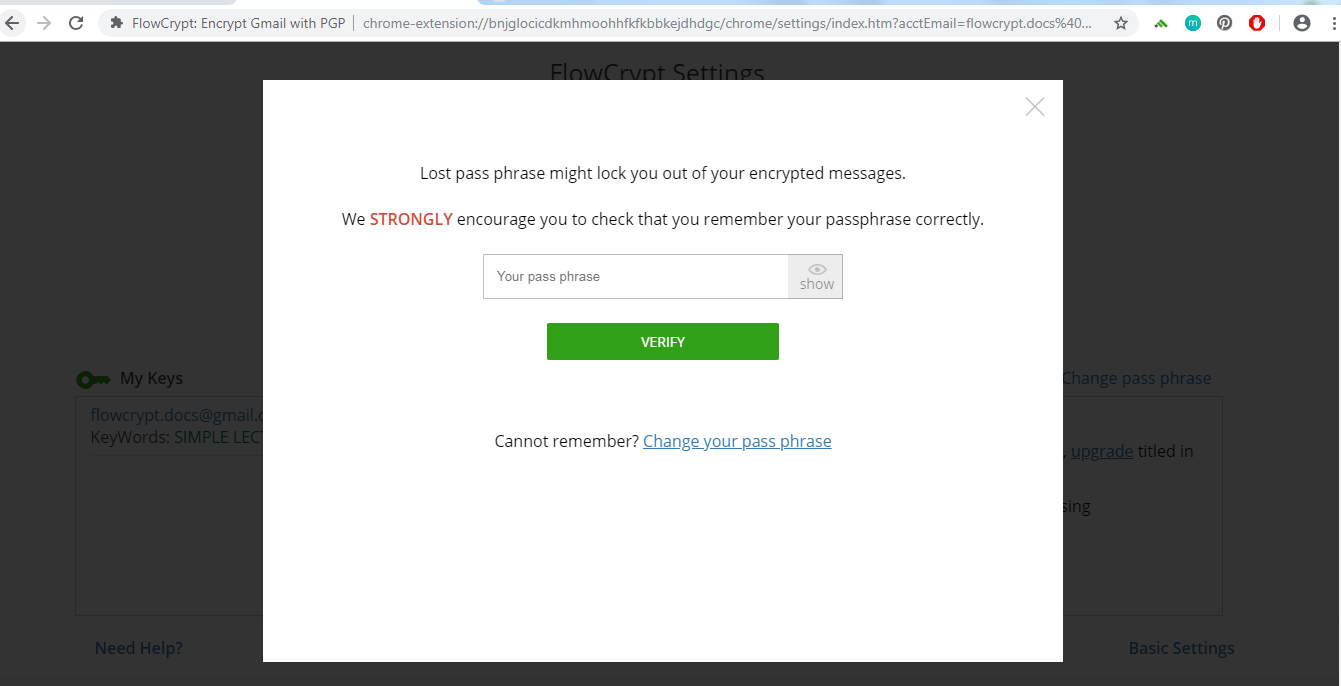 FlowCrypt: Encrypt Gmail with PGP | chrome-extension://bnjglocicdkmhmoohhfkfkbbkejdhdgc/chrome/settings/index.htm?acctEmail=flowcrypt.docs%40...
FlowCrypt Settings
Lost pass phrase might lock you out of your encrypted messages.
We STRONGLY encourage you to check that you remember your passphrase correctly.
Your pass phrase
show
VERIFY
My Keys
Change pass phrase
flowcrypt.docs@gmail.c
KeyWords: SIMPLE LECT
Cannot remember? Change your pass phrase
, upgrade titled in
sing
Need Help?
Basic Settings